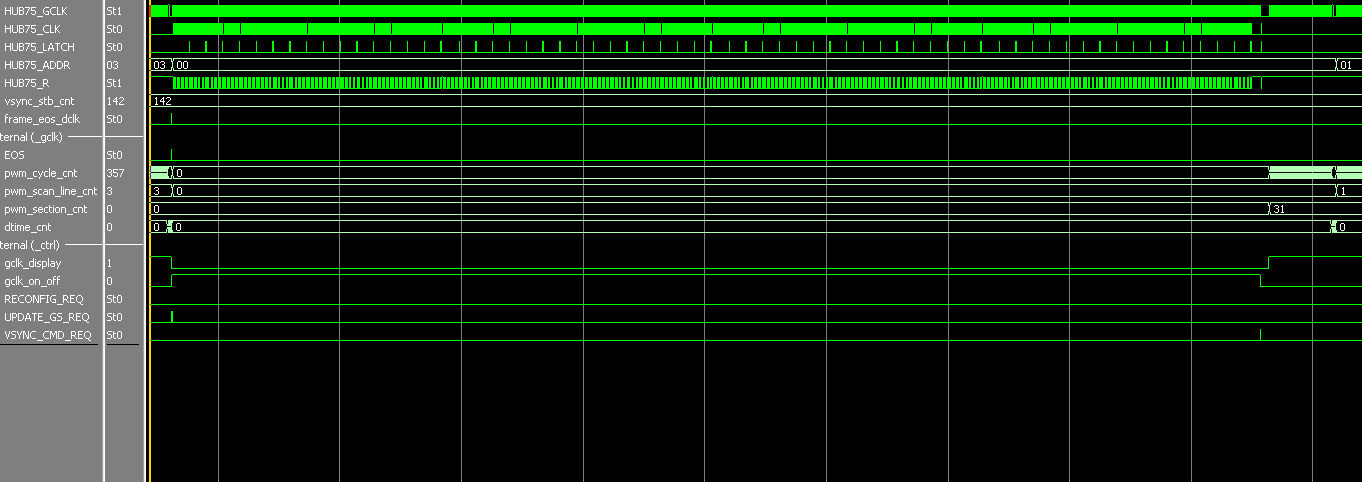 HUB75_GCLK St1
HUB75_CLK St0
HUB75_LATCH St0
HUB75_ADDR 03 03 00 01
HUB75_R St1
vsync_stb_cnt 142 142
frame_eos_dclk St0
ternal (_gclk)
EOS St0
pwm_cycle_cnt 357 0
pwm_scan_line_cnt 3 3 0 1
pwm_section_cnt 0 0 31
dtime_cnt 0 0 0 0
ternal (_ctrl)
gclk_display 1
gclk_on_off 0
RECONFIG_REQ St0
UPDATE_GS_REQ St0
VSYNC_CMD_REQ St0